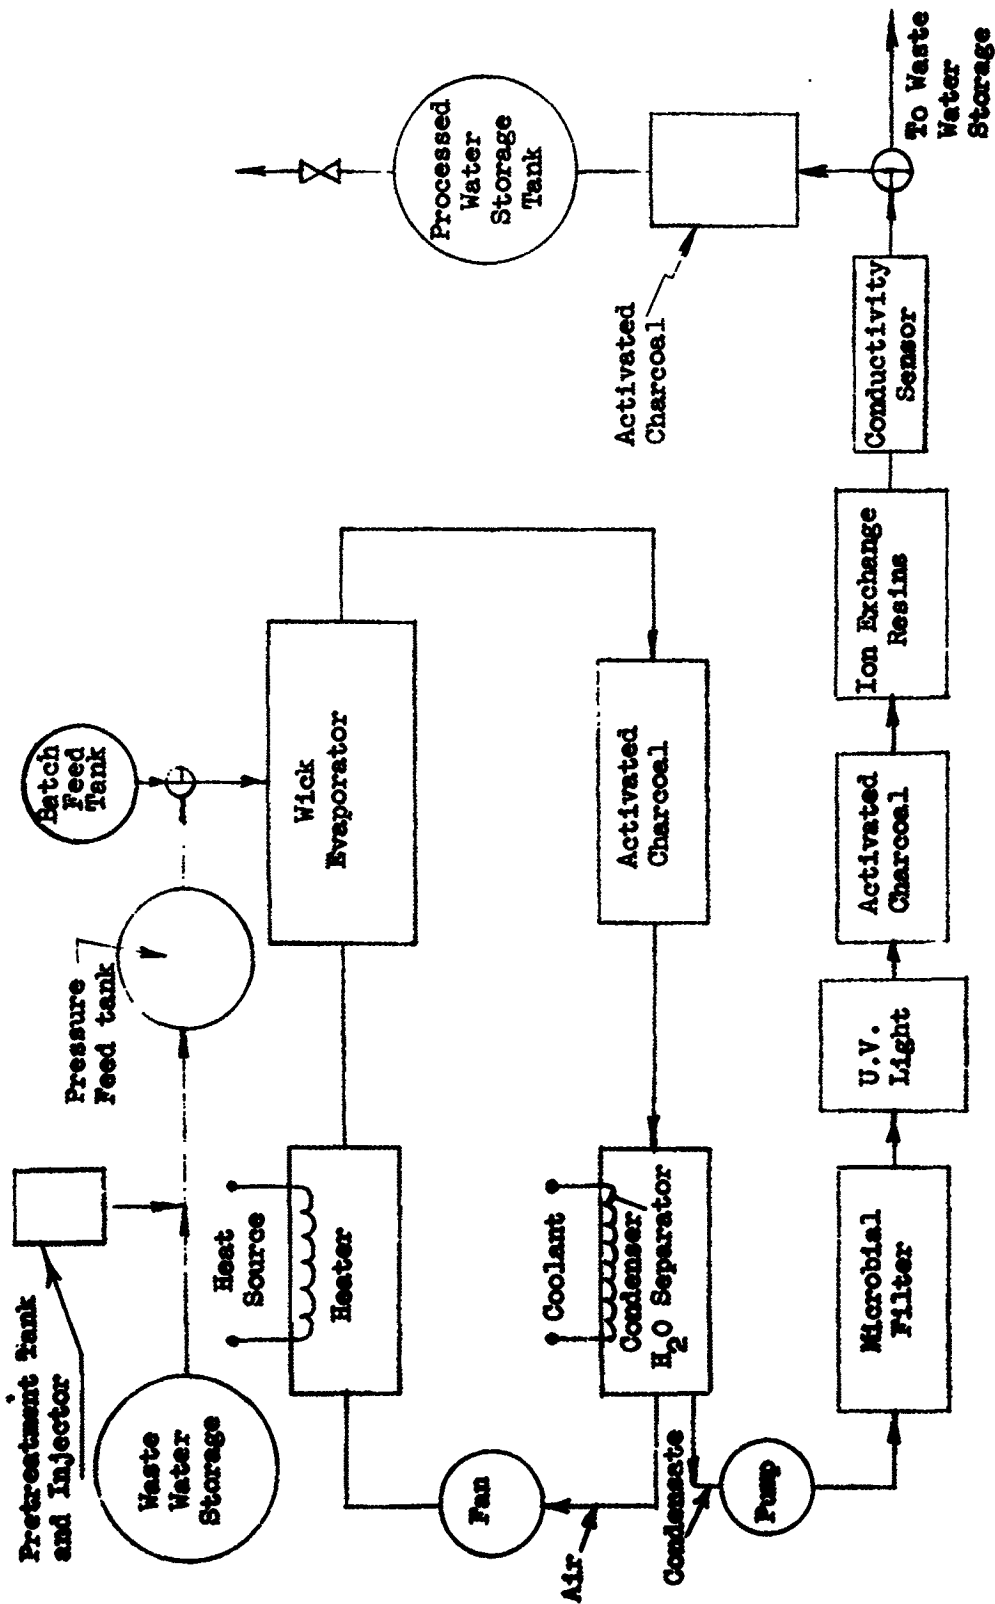 Pretreatment Tank
and Injector
Waste
Water
Storage
Pressure
Feed tank
Batch
Feed
Tank
Heat
Source
Heater
Wick
Evaporator
Fan
Air
Coolant
Condenser
H2O Separator
Activated
Charcoal
Condensate
Pump
Microbial
Filter
U.V.
Light
Activated
Charcoal
Ion Exchange
Resins
Conductivity
Sensor
To Waste
Water
Storage
Activated
Charcoal
Processed
Water
Storage
Tank